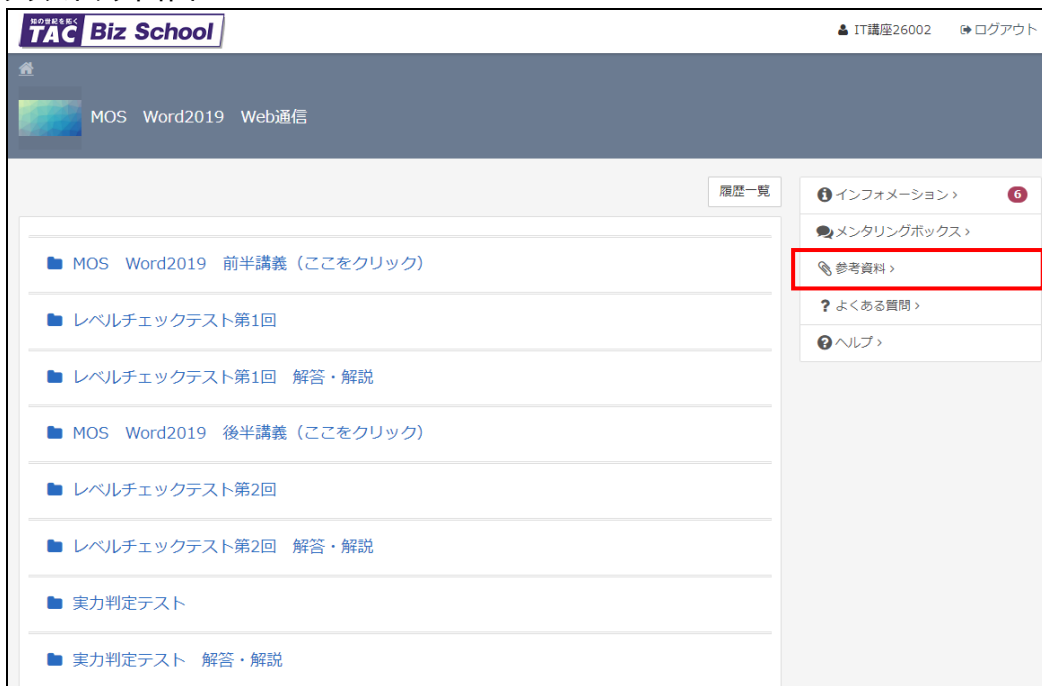 知の世紀を拓く
TAC Biz School
IT講座26002 ログアウト
MOS Word2019 Web通信
履歴一覧
MOS Word2019 前半講義（ここをクリック）
レベルチェックテスト第1回
レベルチェックテスト第1回 解答・解説
MOS Word2019 後半講義（ここをクリック）
レベルチェックテスト第2回
レベルチェックテスト第2回 解答・解説
実力判定テスト
実力判定テスト 解答・解説
インフォメーション › 6
メンタリングボックス ›
参考資料 ›
? よくある質問 ›
ヘルプ ›